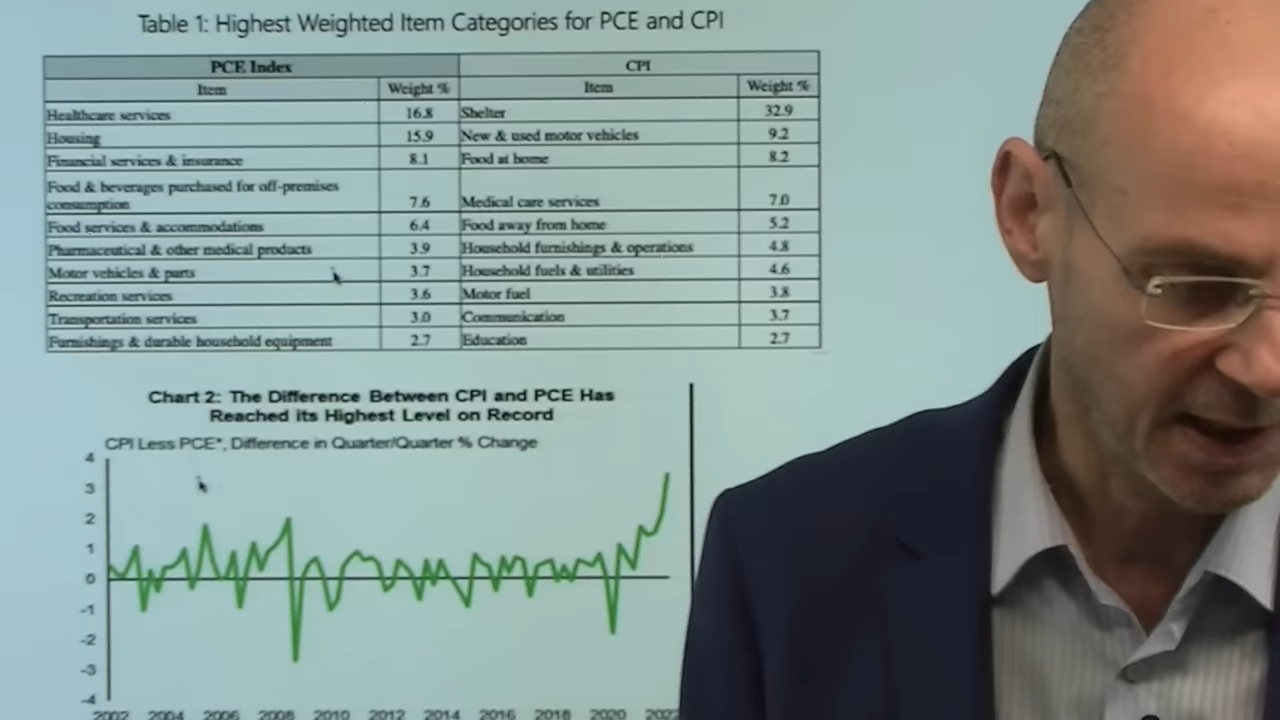 Table 1: Highest Weighted Item Categories for PCE and CPI
PCE Index CPI
Item Weight % Item Weight %
Healthcare services 16.8 Shelter 32.9
Housing 15.9 New & used motor vehicles 9.2
Financial services & insurance 8.1 Food at home 8.2
Food & beverages purchased for off-premises
consumption 7.6 Medical care services 7.0
Food services & accommodations 6.4 Food away from home 5.2
Pharmaceutical & other medical products 3.9 Household furnishings & operations 4.8
Motor vehicles & parts 3.7 Household fuels & utilities 4.6
Recreation services 3.6 Motor fuel 3.8
Transportation services 3.0 Communication 3.7
Furnishings & durable household equipment 2.7 Education 2.7
Chart 2: The Difference Between CPI and PCE Has
Reached its Highest Level on Record
CPI Less PCE*, Difference in Quarter/Quarter % Change
4
3
2
1
0
-1
-2
-3
-4
2002 2004 2006 2008 2010 2012 2014 2016 2018 2020 2022